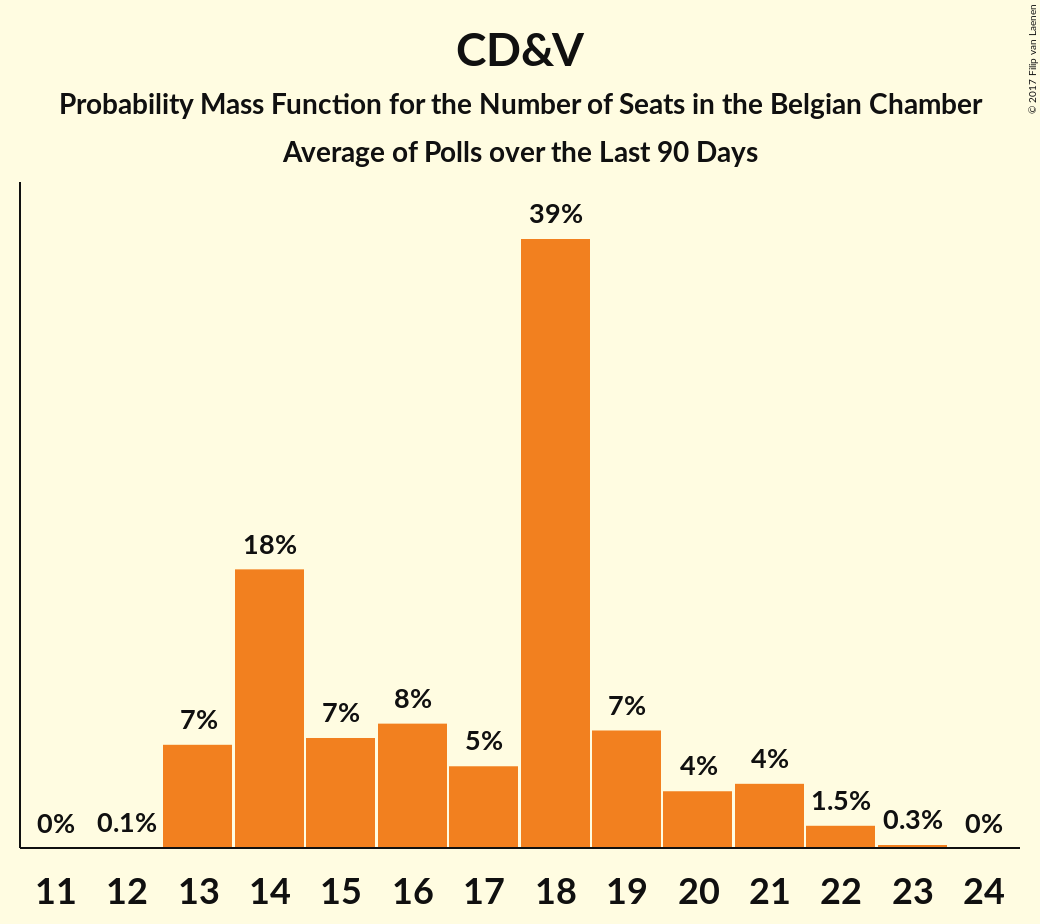 CD&V
Probability Mass Function for the Number of Seats in the Belgian Chamber
Average of Polls over the Last 90 Days
© 2017 Filip van Laenen
0% 0.1% 7% 18% 7% 8% 5% 39% 7% 4% 4% 1.5% 0.3% 0%
11 12 13 14 15 16 17 18 19 20 21 22 23 24